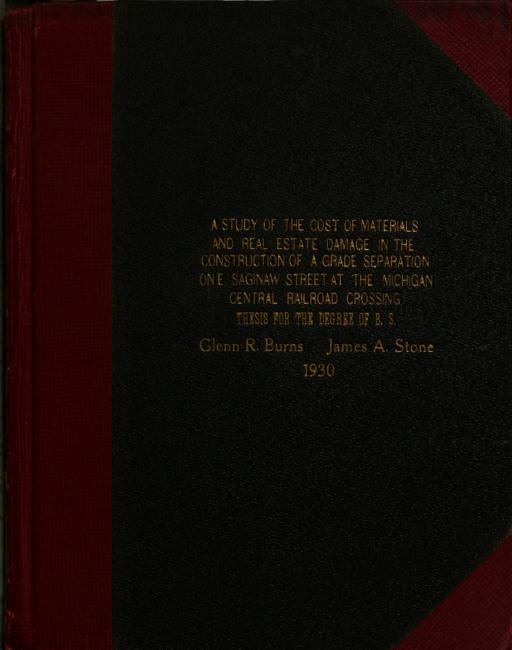 A STUDY OF THE COST OF MATERIALS
AND REAL ESTATE DAMAGE IN THE
CONSTRUCTION OF A GRADE SEPARATION
ON E SAGINAW STREET AT THE MICHIGAN
CENTRAL RAILROAD CROSSING
THESIS FOR THE DEGREE OF B. S.
Glenn R. Burns James A. Stone
1930